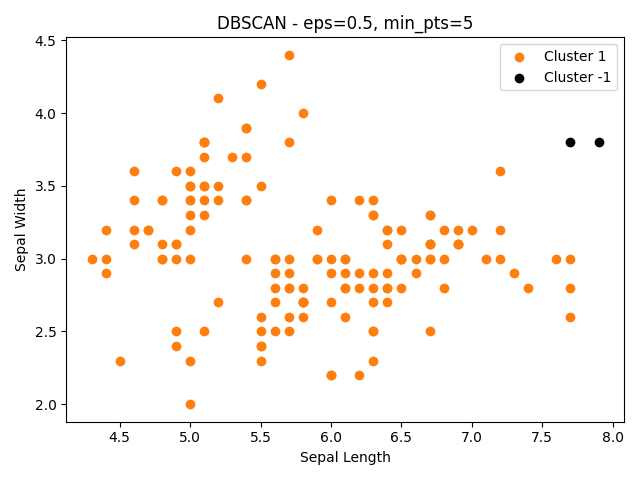 DBSCAN - eps=0.5, min_pts=5
Cluster 1
Cluster -1
Sepal Width
4.5
4.0
3.5
3.0
2.5
2.0
4.5 5.0 5.5 6.0 6.5 7.0 7.5 8.0
Sepal Length